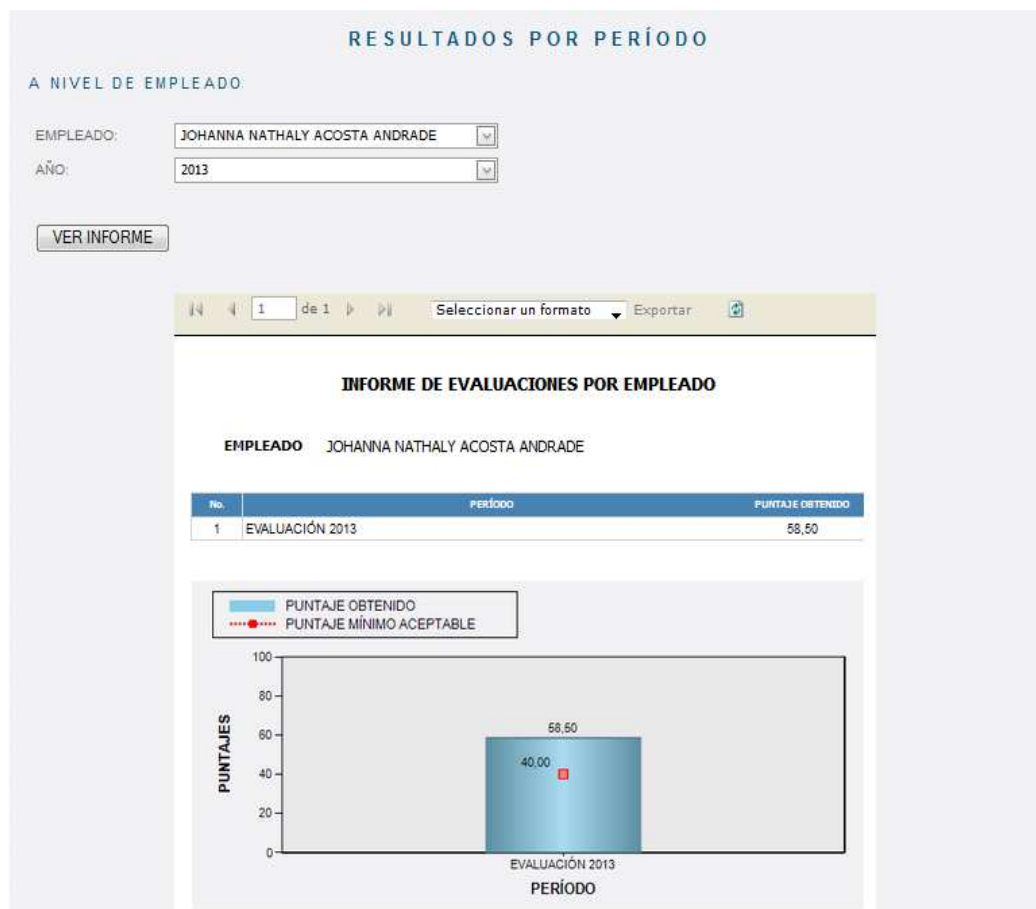 RESULTADOS POR PERÍODO
A NIVEL DE EMPLEADO
EMPLEADO: JOHANNA NATHALY ACOSTA ANDRADE
AÑO: 2013
VER INFORME
1 de 1 Seleccionar un formato Exportar
INFORME DE EVALUACIONES POR EMPLEADO
EMPLEADO JOHANNA NATHALY ACOSTA ANDRADE
No. PERÍODO PUNTAJE OBTENIDO
1 EVALUACIÓN 2013 58,50
PUNTAJE OBTENIDO
PUNTAJE MÍNIMO ACEPTABLE
100
80
60
40
20
0
PUNTAJES
58,50
40,00
EVALUACIÓN 2013
PERÍODO